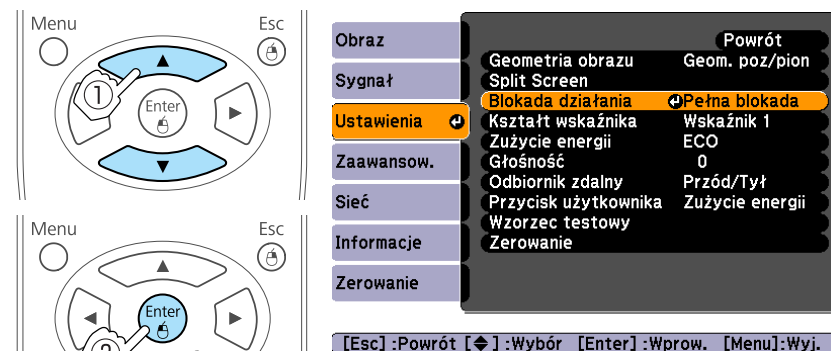 Menu Esc
1
Enter
Menu Esc
Enter
2
Obraz
Sygnał
Ustawienia
Zaawansow.
Sieć
Informacje
Zerowanie
Powrót
Geometria obrazu Geom. poz/pion
Split Screen
Blokada działania Pełna blokada
Kształt wskaźnika Wskaźnik 1
Zużycie energii ECO
Głośność 0
Odbiornik zdalny Przód/Tył
Przycisk użytkownika Zużycie energii
Wzorzec testowy
Zerowanie
[Esc] :Powrót [◆] :Wybór [Enter] :Wprow. [Menu]:Wyj.